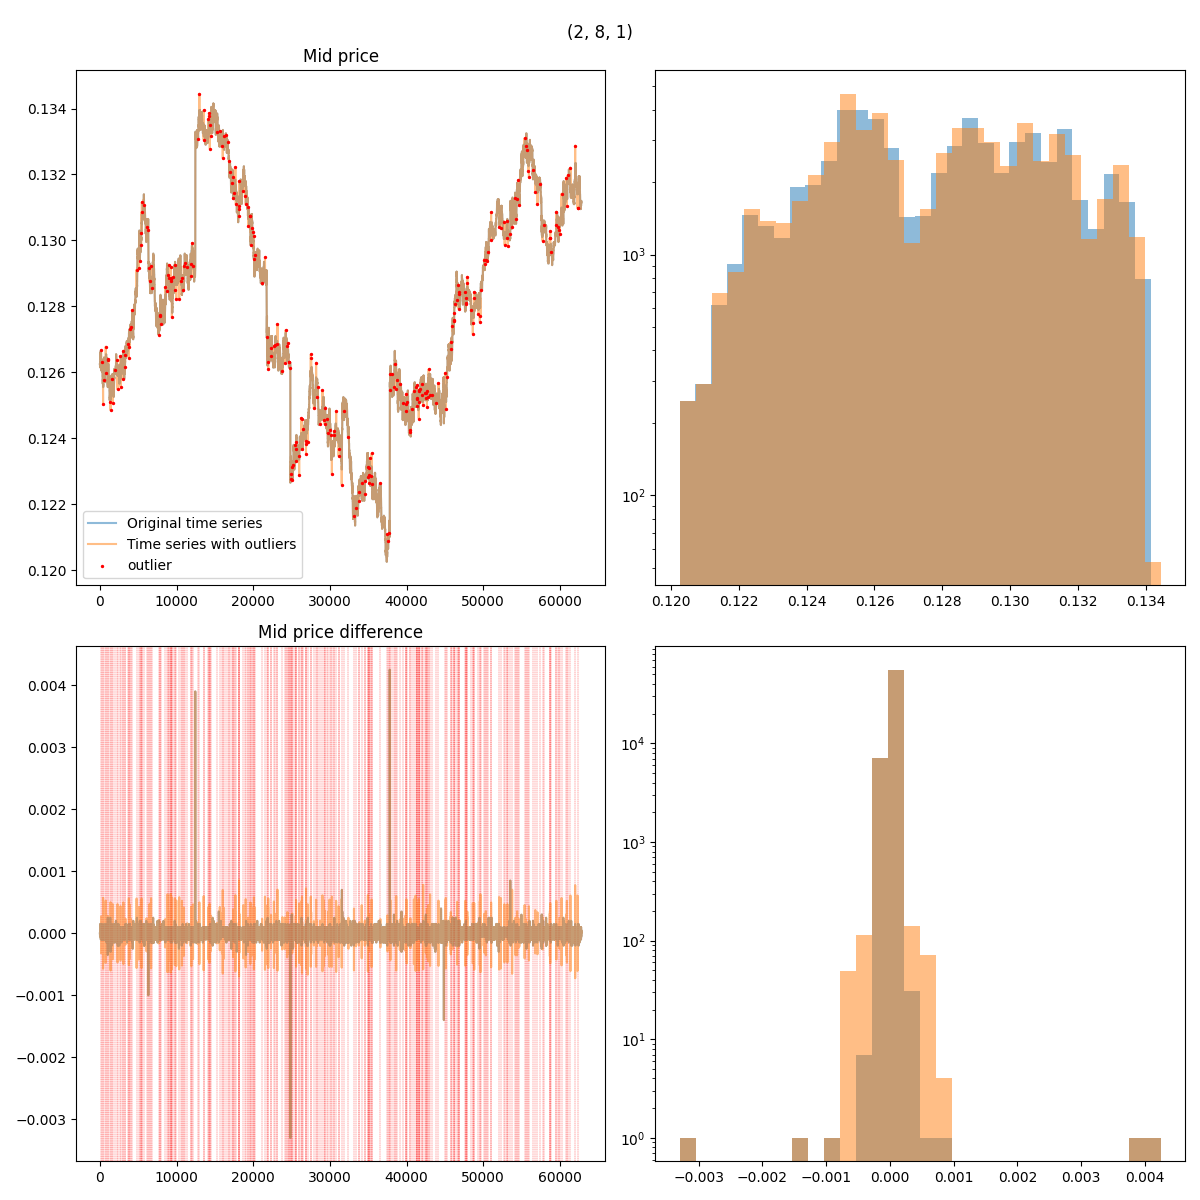 (2, 8, 1)
Mid price
0.134
0.132
0.130
0.128
0.126
0.124
0.122
0.120
Original time series
Time series with outliers
outlier
0 10000 20000 30000 40000 50000 60000
10³
10²
0.120 0.122 0.124 0.126 0.128 0.130 0.132 0.134
Mid price difference
0.004
0.003
0.002
0.001
0.000
−0.001
−0.002
−0.003
0 10000 20000 30000 40000 50000 60000
10⁴
10³
10²
10¹
10⁰
−0.003 −0.002 −0.001 0.000 0.001 0.002 0.003 0.004